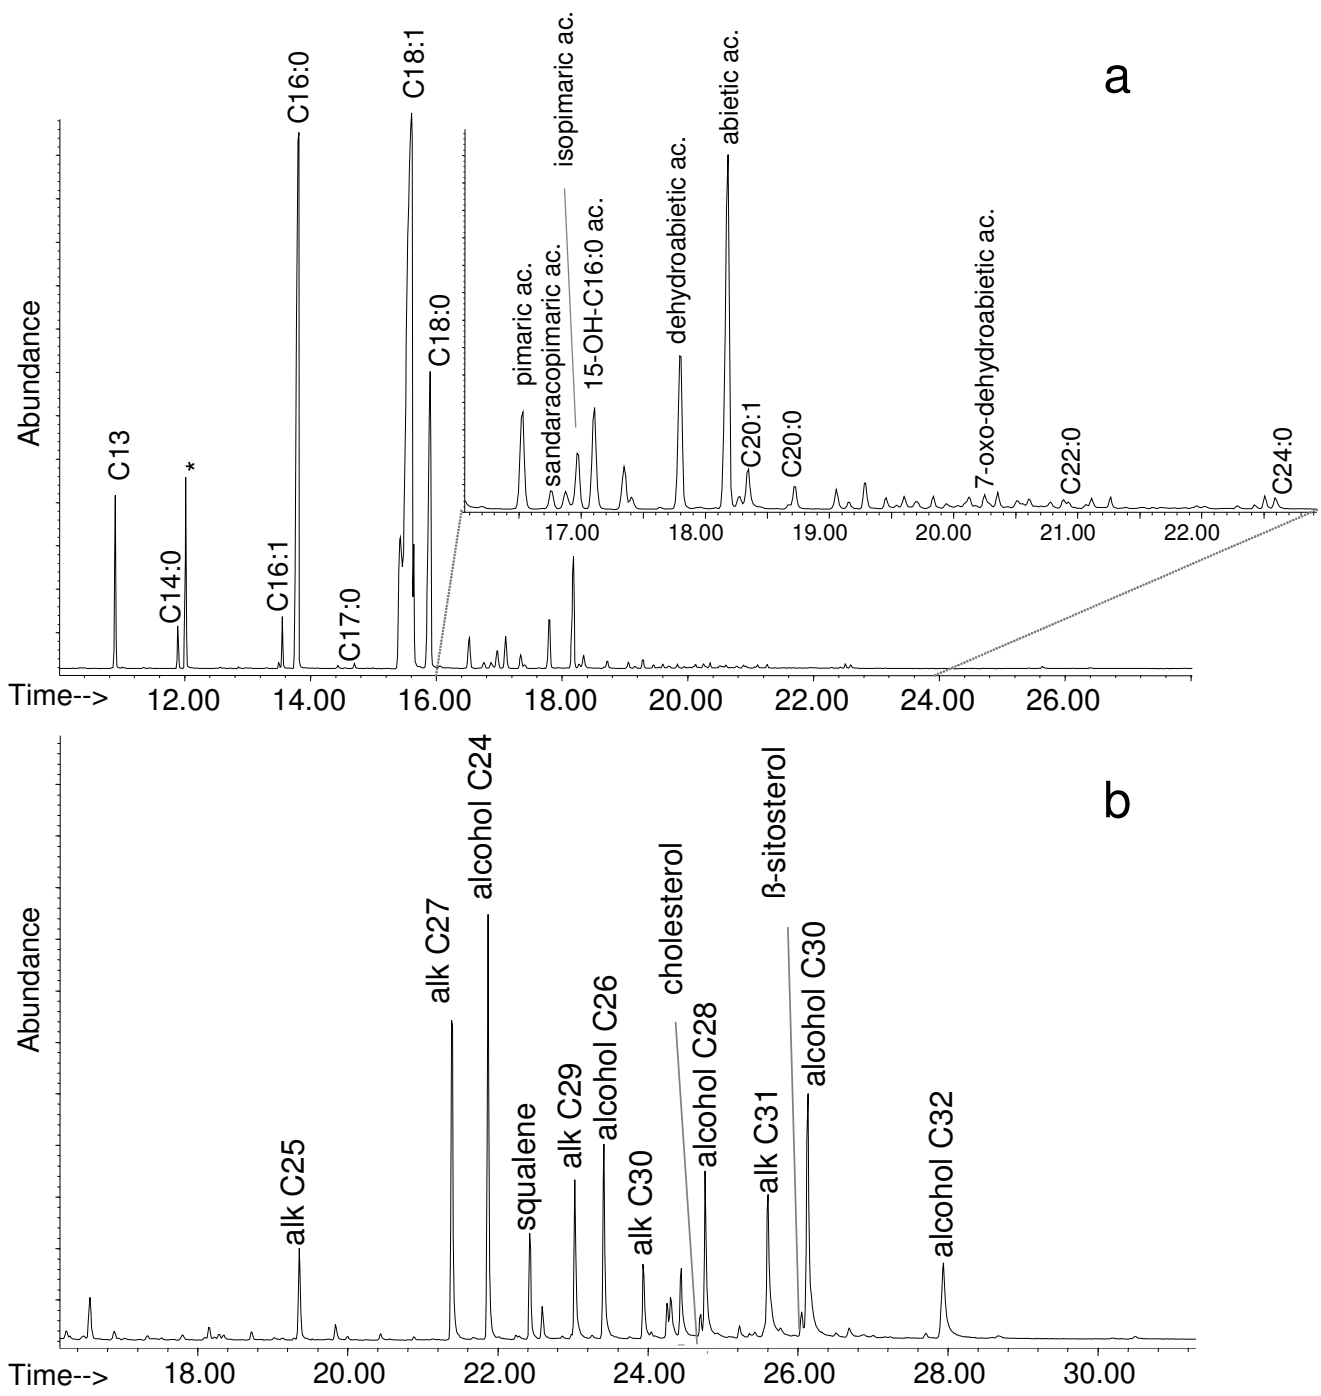 a
Abundance
C13
C14:0
*
C16:1
C16:0
C17:0
C18:1
C18:0
pimaric ac.
sandaracopimaric ac.
isopimaric ac.
15-OH-C16:0 ac.
dehydroabietic ac.
abietic ac.
C20:1
C20:0
7-oxo-dehydroabietic ac.
C22:0
C24:0
17.00 18.00 19.00 20.00 21.00 22.00
Time--> 12.00 14.00 16.00 18.00 20.00 22.00 24.00 26.00
b
Abundance
alk C25
alk C27
alcohol C24
squalene
alk C29
alcohol C26
alk C30
cholesterol
alcohol C28
alk C31
ß-sitosterol
alcohol C30
alcohol C32
Time--> 18.00 20.00 22.00 24.00 26.00 28.00 30.00